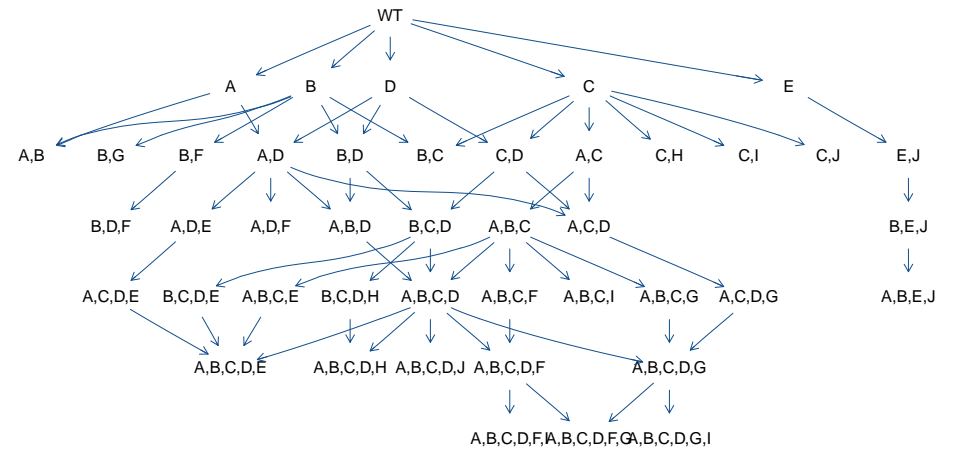 WT
A B D C E
A,B B,G B,F A,D B,D B,C C,D A,C C,H C,I C,J E,J
B,D,F A,D,E A,D,F A,B,D B,C,D A,B,C A,C,D B,E,J
A,C,D,E B,C,D,E A,B,C,E B,C,D,H A,B,C,D A,B,C,F A,B,C,I A,B,C,G A,C,D,G A,B,E,J
A,B,C,D,E A,B,C,D,H A,B,C,D,J A,B,C,D,F A,B,C,D,G
A,B,C,D,F,I A,B,C,D,F,G A,B,C,D,G,I